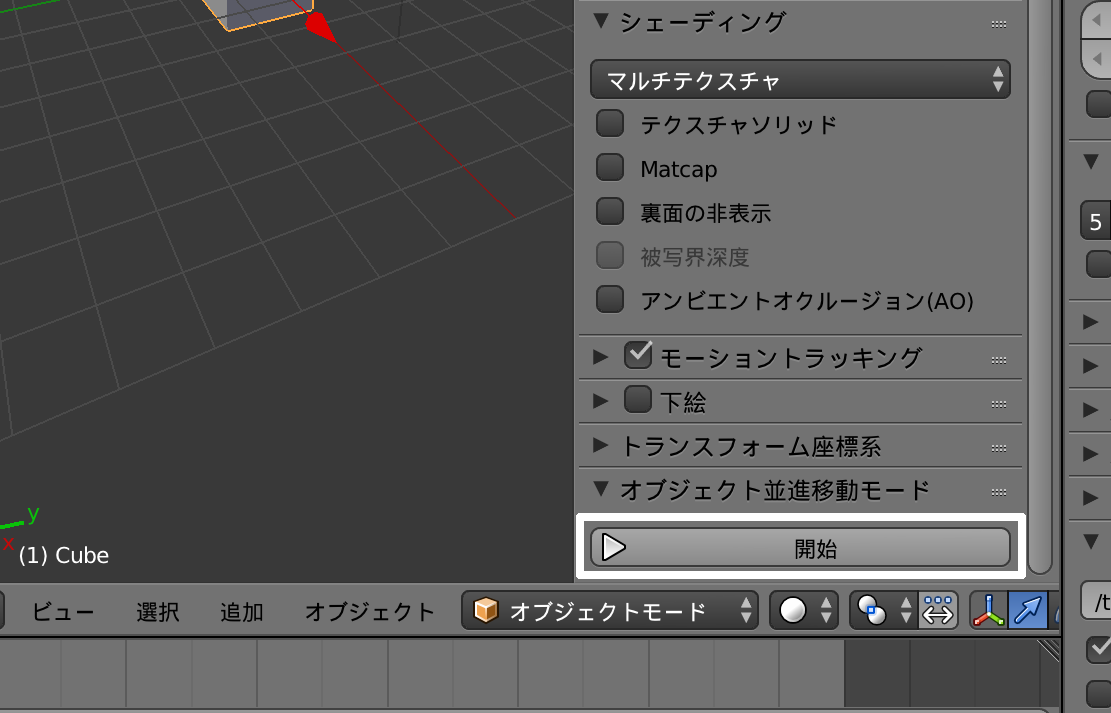 シェーディング
マルチテクスチャ
テクスチャソリッド
Matcap
裏面の非表示
被写界深度
アンビエントオクルージョン(AO)
モーショントラッキング
下絵
トランスフォーム座標系
オブジェクト並進移動モード
開始
5
y
x
(1) Cube
ビュー 選択 追加 オブジェクト オブジェクトモード
/t